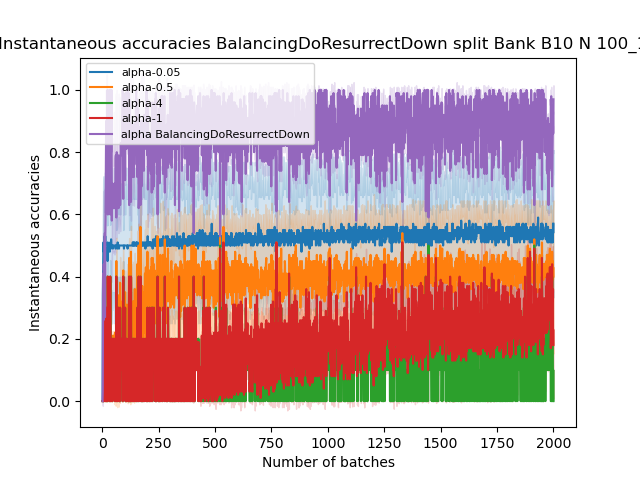 Instantaneous accuracies BalancingDoResurrectDown split Bank B10 N 100_1
alpha-0.05
alpha-0.5
alpha-4
alpha-1
alpha BalancingDoResurrectDown
Instantaneous accuracies
1.0
0.8
0.6
0.4
0.2
0.0
0
250
500
750
1000
1250
1500
1750
2000
Number of batches